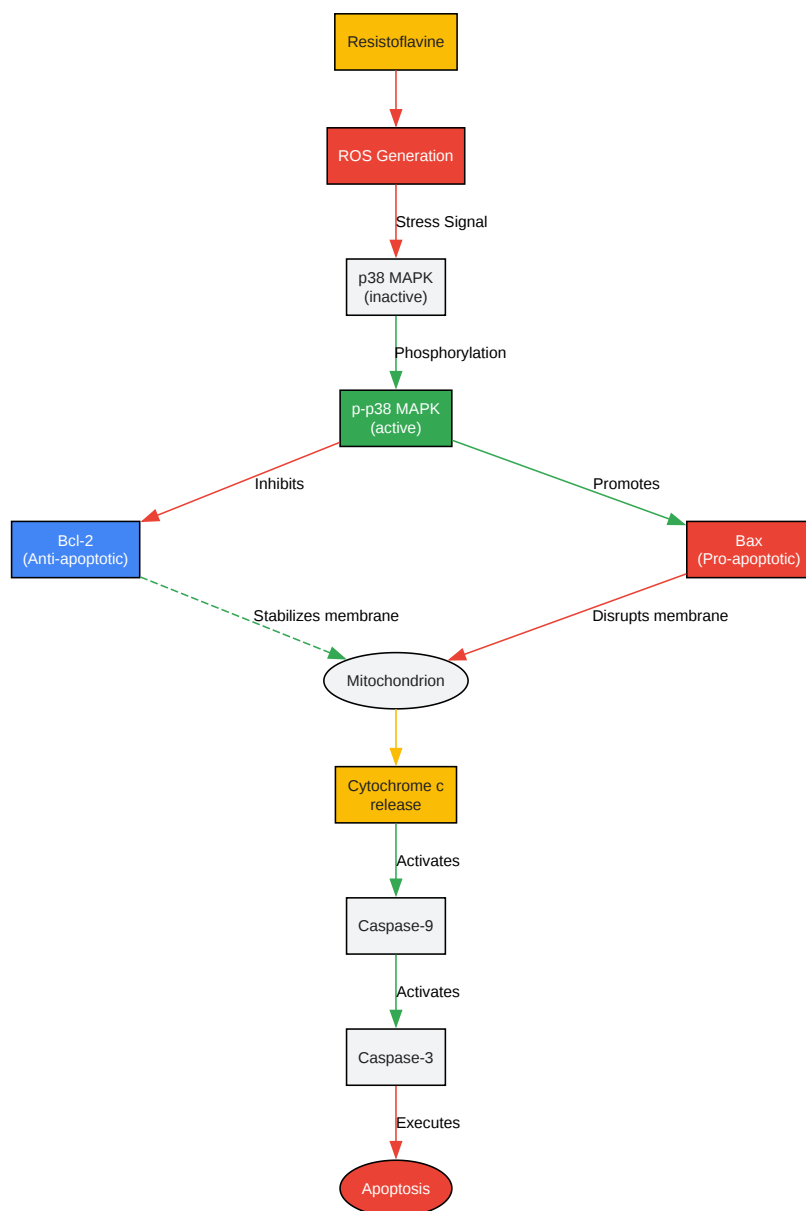 Resistoflavine
ROS Generation
Stress Signal
p38 MAPK
(inactive)
Phosphorylation
p-p38 MAPK
(active)
Inhibits
Promotes
Bcl-2
(Anti-apoptotic)
Bax
(Pro-apoptotic)
Stabilizes membrane
Disrupts membrane
Mitochondrion
Cytochrome c
release
Activates
Caspase-9
Activates
Caspase-3
Executes
Apoptosis